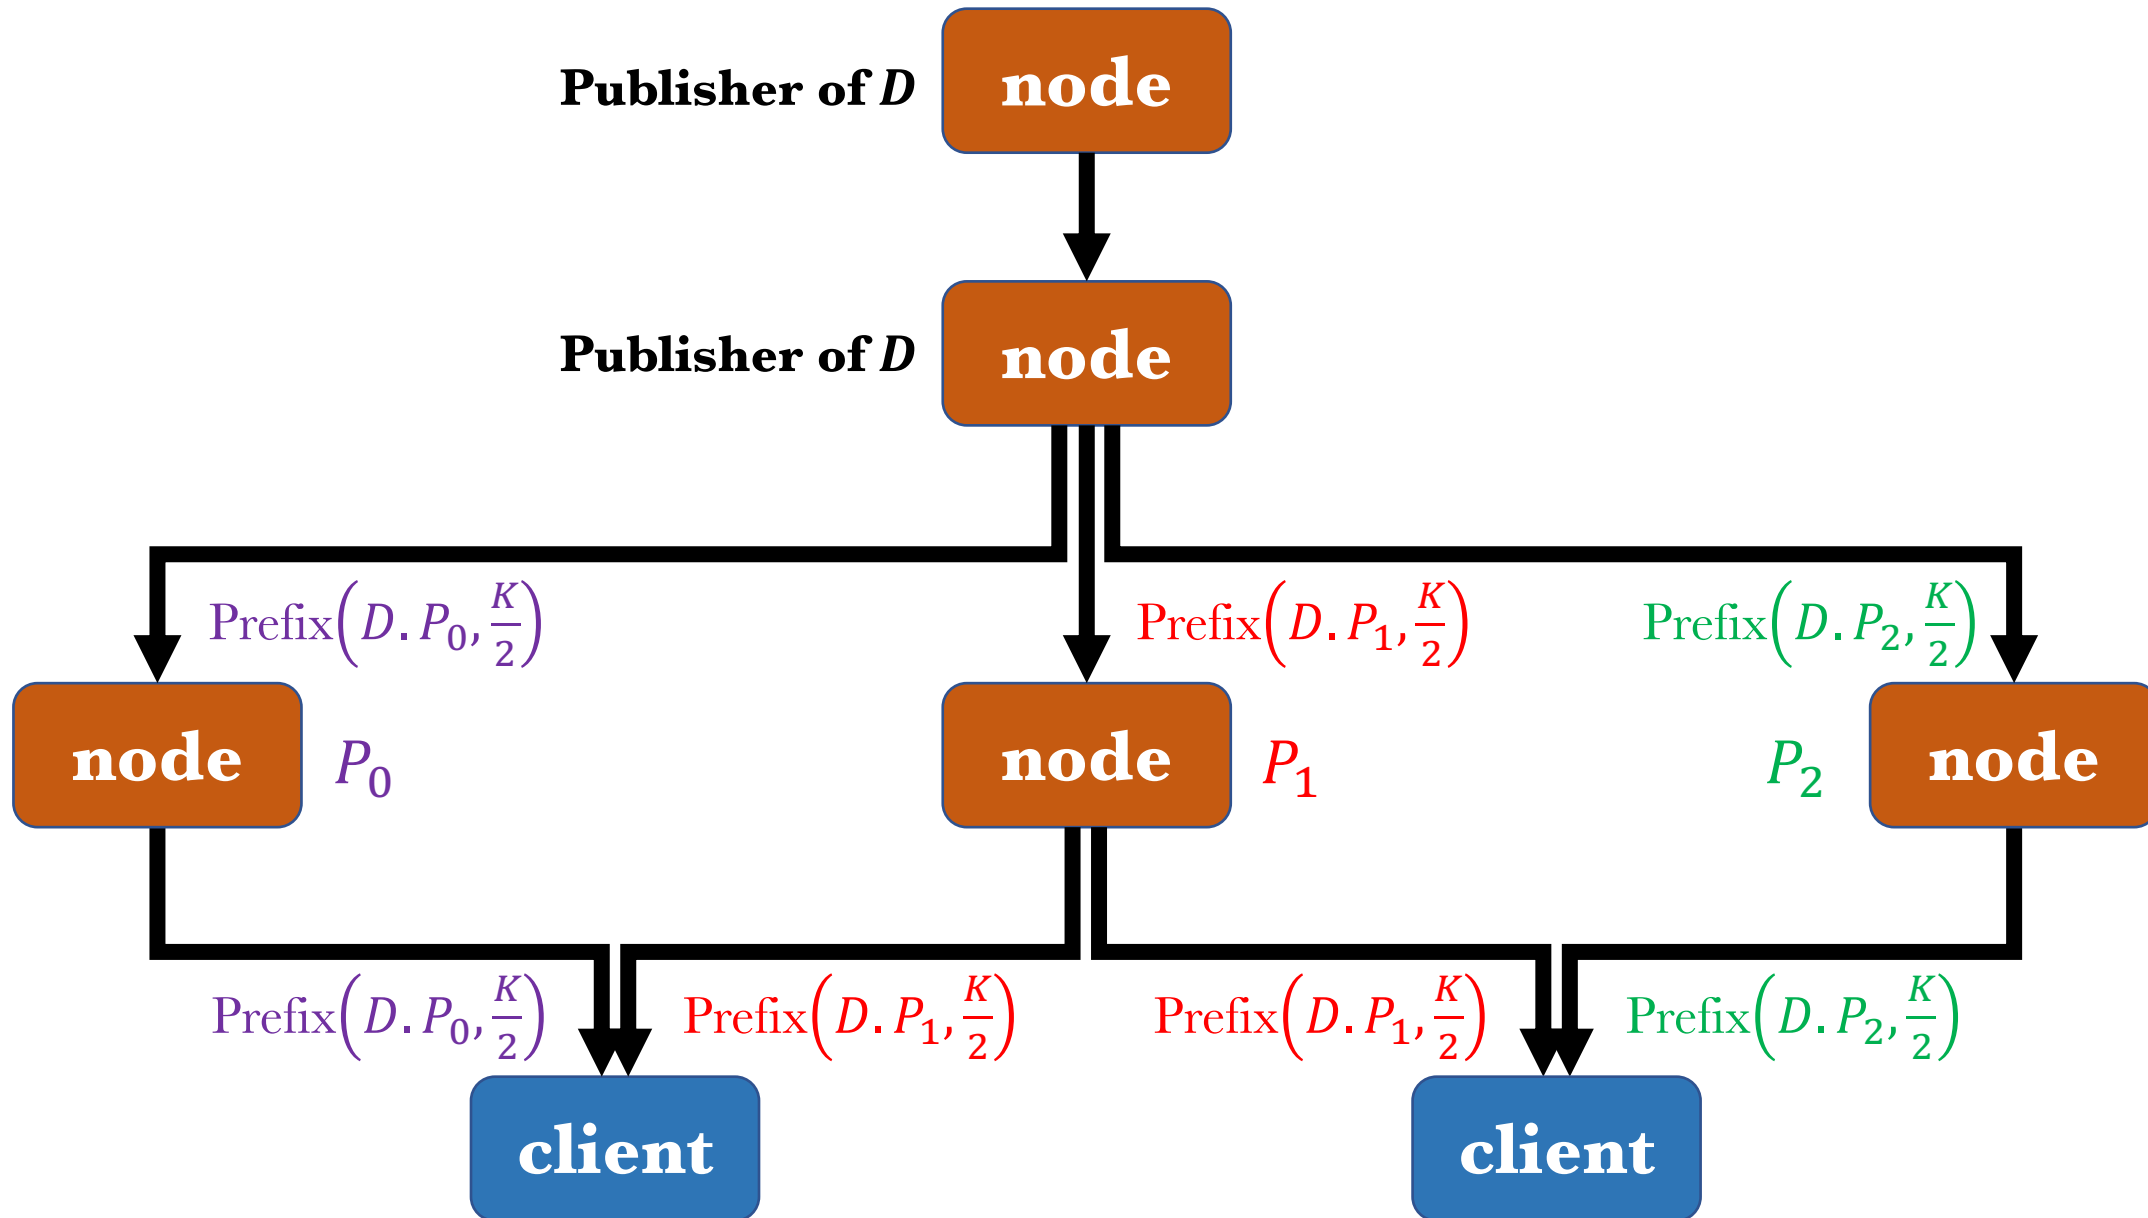 Publisher of D
node
Publisher of D
node
Prefix(D.P₀, K/2)
Prefix(D.P₁, K/2)
Prefix(D.P₂, K/2)
node
P₀
node
P₁
P₂
node
Prefix(D.P₀, K/2)
Prefix(D.P₁, K/2)
Prefix(D.P₁, K/2)
Prefix(D.P₂, K/2)
client
client